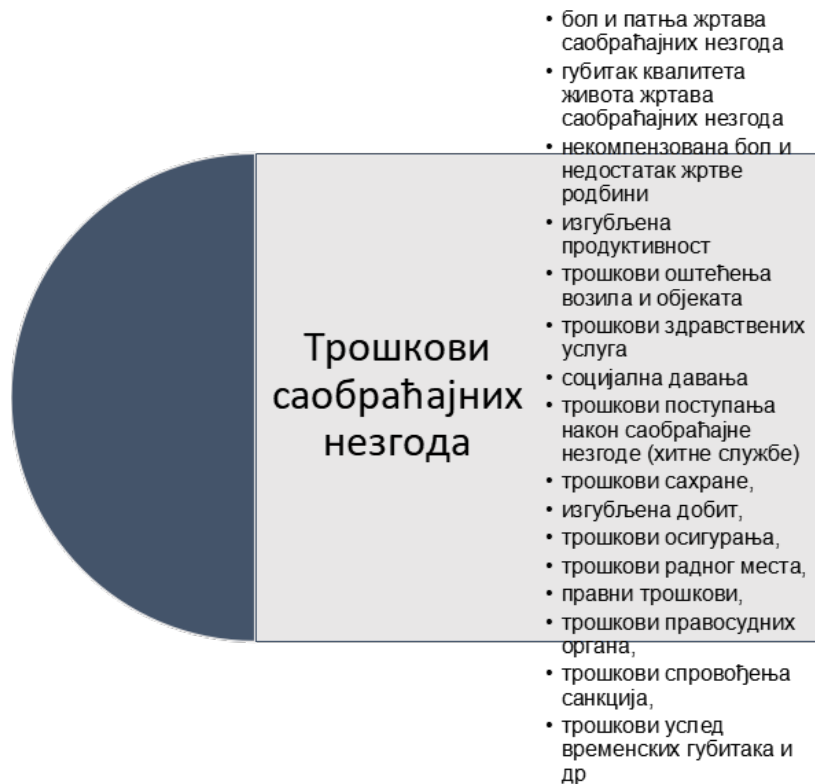 Трошкови
саобраћајних
незгода
• бол и патња жртава
саобраћајних незгода
• губитак квалитета
живота жртава
саобраћајних незгода
• некомпензована бол и
недостатак жртве
родбини
• изгубљена
продуктивност
• трошкови оштећења
возила и објеката
• трошкови здравствених
услуга
• социјална давања
• трошкови поступања
након саобраћајне
незгоде (хитне службе)
• трошкови сахране,
• изгубљена добит,
• трошкови осигурања,
• трошкови радног места,
• правни трошкови,
• трошкови правосудних
органа,
• трошкови спровођења
санкција,
• трошкови услед
временских губитака и
др